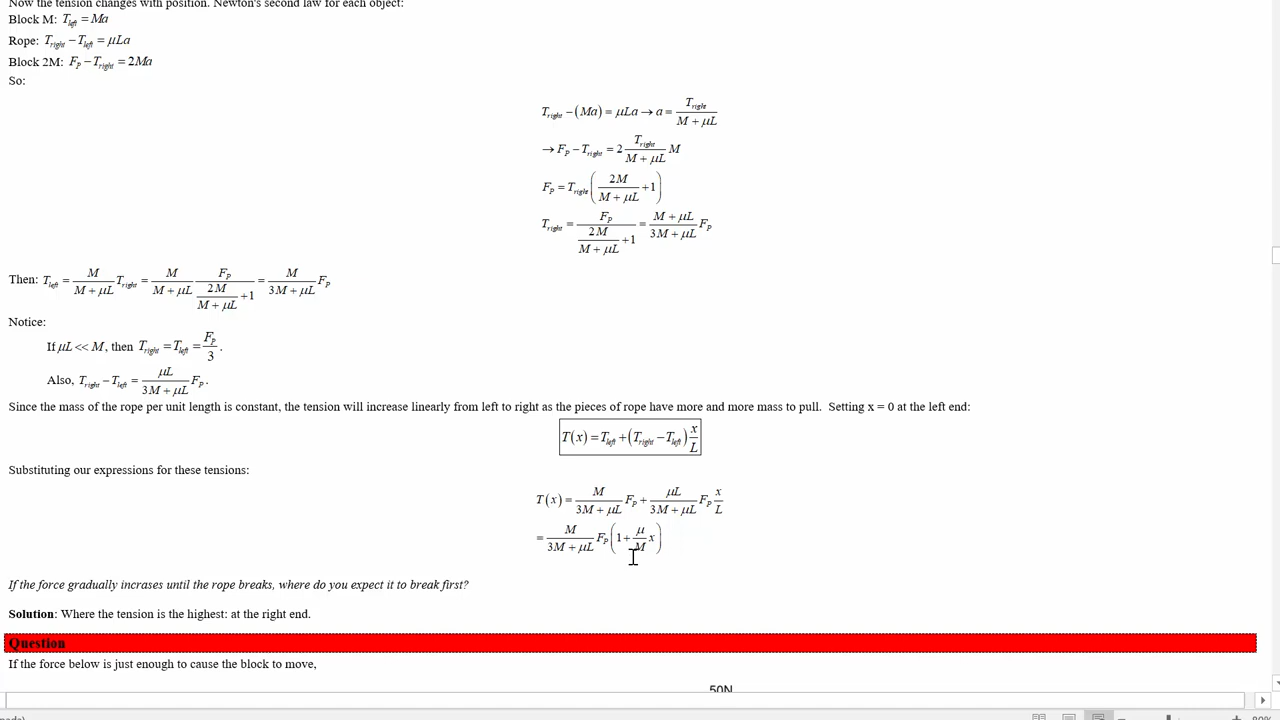 Now the tension changes with position. Newton's second law for each object:
Block M: T_left = Ma
Rope: T_right − T_left = μLa
Block 2M: F_P − T_right = 2Ma
So:
T_right − (Ma) = μLa → a = T_right / (M + μL)
→ F_P − T_right = 2 T_right / (M + μL) M
F_P = T_right (2M / (M + μL) + 1)
T_right = F_P / (2M / (M + μL) + 1) = (M + μL) / (3M + μL) F_P
Then: T_left = M / (M + μL) T_right = M / (M + μL) F_P / (2M / (M + μL) + 1) = M / (3M + μL) F_P
Notice:
If μL << M, then T_right = T_left = F_P / 3 .
Also, T_right − T_left = μL / (3M + μL) F_P.
Since the mass of the rope per unit length is constant, the tension will increase linearly from left to right as the pieces of rope have more and more mass to pull. Setting x = 0 at the left end:
T(x) = T_left + (T_right − T_left) x / L
Substituting our expressions for these tensions:
T(x) = M / (3M + μL) F_P + μL / (3M + μL) F_P x / L
= M / (3M + μL) F_P (1 + μ / M x)
If the force gradually incrases until the rope breaks, where do you expect it to break first?
Solution: Where the tension is the highest: at the right end.
Question
If the force below is just enough to cause the block to move,
50N
80%